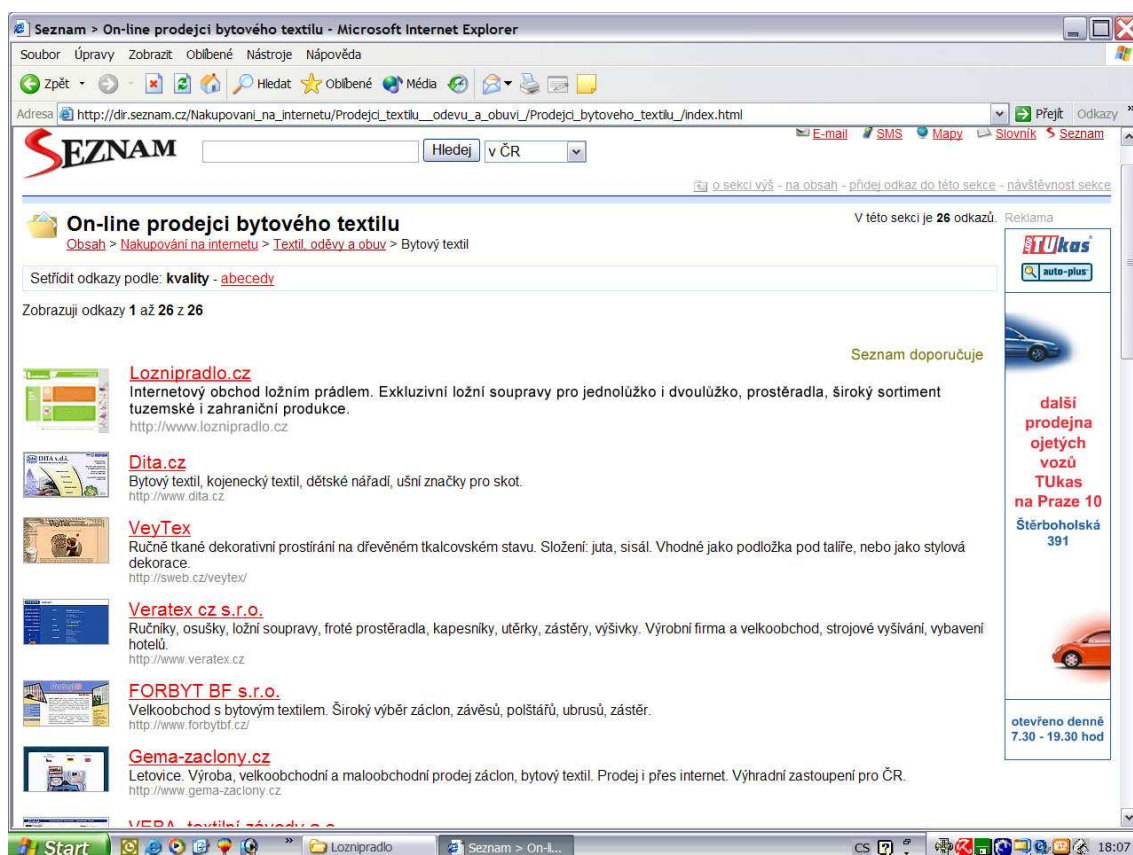 Seznam > On-line prodejci bytového textilu - Microsoft Internet Explorer
Soubor Úpravy Zobrazit Oblíbené Nástroje Nápověda
Zpět Hledat Oblíbené Média
Adresa http://dir.seznam.cz/Nakupovani_na_internetu/Prodejci_textilu__odevu_a_obuvi_/Prodejci_bytoveho_textilu_/index.html Přejít Odkazy »
SEZNAM Hledej v ČR E-mail SMS Mapy Slovník Seznam
o sekci výš - na obsah - přidej odkaz do této sekce - návštěvnost sekce
On-line prodejci bytového textilu
V této sekci je 26 odkazů.
Obsah > Nakupování na internetu > Textil, oděvy a obuv > Bytový textil
Setřídit odkazy podle: kvality - abecedy
Zobrazuji odkazy 1 až 26 z 26
Seznam doporučuje
Loznipradlo.cz
Internetový obchod ložním prádlem. Exkluzivní ložní soupravy pro jednolůžko i dvoulůžko, prostěradla, široký sortiment
tuzemské i zahraniční produkce.
http://www.loznipradlo.cz
Dita.cz
Bytový textil, kojenecký textil, dětské nářadí, ušní značky pro skot.
http://www.dita.cz
VeyTex
Ručně tkané dekorativní prostírání na dřevěném tkalcovském stavu. Složení: juta, sisál. Vhodné jako podložka pod talíře, nebo jako stylová
dekorace.
http://sweb.cz/veytex/
Veratex cz s.r.o.
Ručníky, osušky, ložní soupravy, froté prostěradla, kapesníky, utěrky, zástěry, výšivky. Výrobní firma a velkoobchod, strojové vyšívání, vybavení
hotelů.
http://www.veratex.cz
FORBYT BF s.r.o.
Velkoobchod s bytovým textilem. Široký výběr záclon, závěsů, polštářů, ubrusů, zástěr.
http://www.forbytbf.cz/
Gema-zaclony.cz
Letovice. Výroba, velkoobchodní a maloobchodní prodej záclon, bytový textil. Prodej i přes internet. Výhradní zastoupení pro ČR.
http://www.gema-zaclony.cz
VEBA, textilní závody a.s.
Reklama
TUkas
auto-plus
další
prodejna
ojetých
vozů
TUkas
na Praze 10
Štěrboholská
391
otevřeno denně
7.30 - 19.30 hod
Start » Loznipradlo Seznam > On-li... CS 18:07